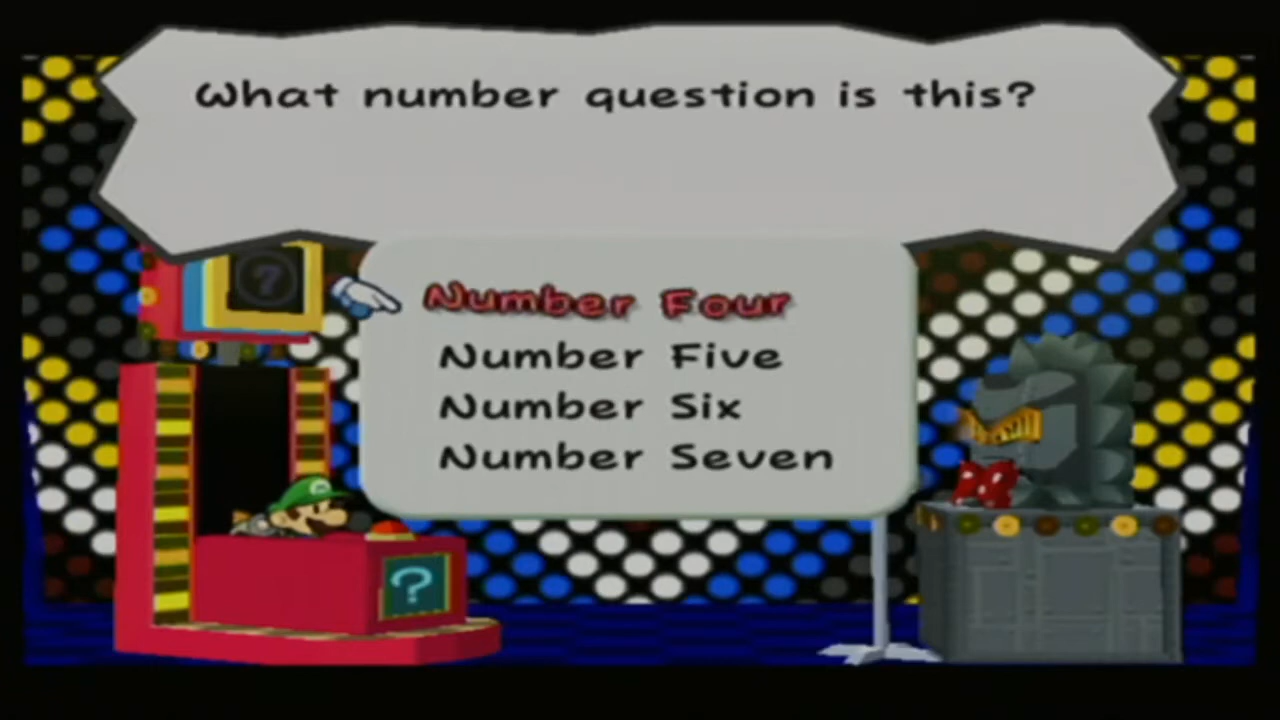 What number question is this?
?
Number Four
Number Five
Number Six
Number Seven
?